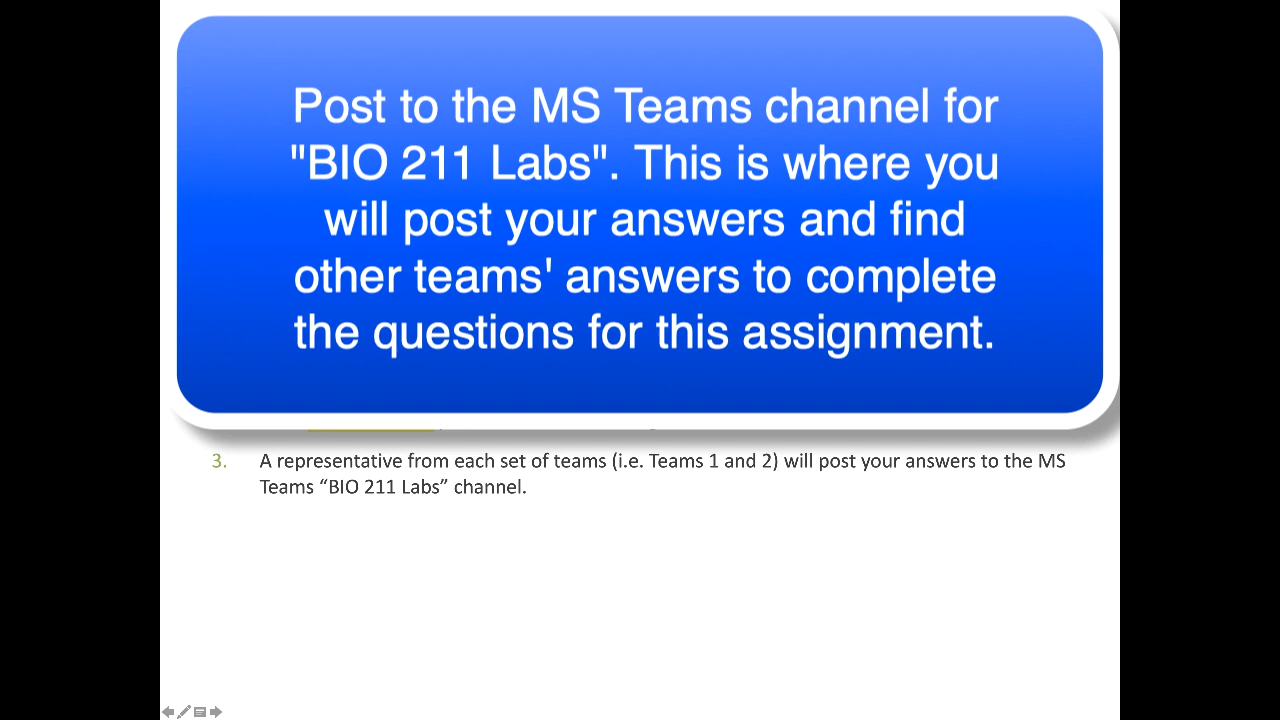 Post to the MS Teams channel for
"BIO 211 Labs". This is where you
will post your answers and find
other teams' answers to complete
the questions for this assignment.
3. A representative from each set of teams (i.e. Teams 1 and 2) will post your answers to the MS
Teams “BIO 211 Labs” channel.